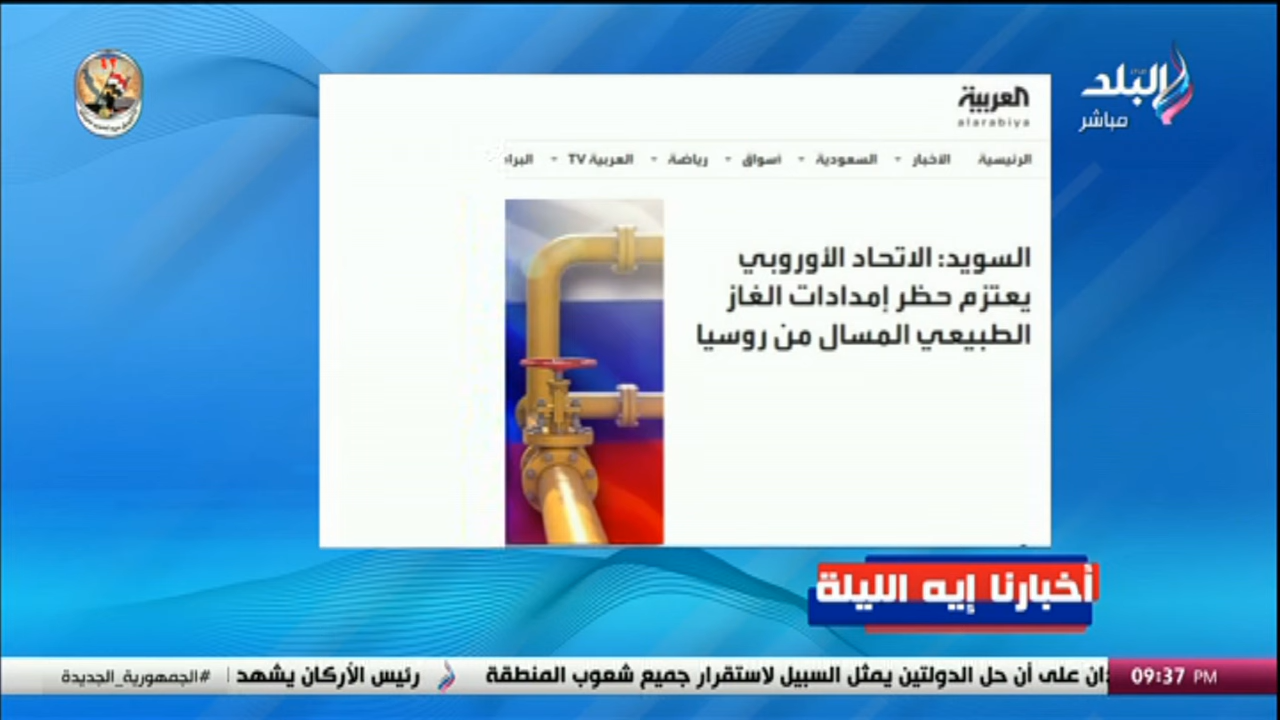 البلد
مباشر
العربية
alarabiya
الرئيسية الأخبار السعودية أسواق رياضة العربية TV
السويد: الاتحاد الأوروبي
يعتزم حظر إمدادات الغاز
الطبيعي المسال من روسيا
أخبارنا إيه الليلة
09:37 PM
على أن حل الدولتين يمثل السبيل لاستقرار جميع شعوب المنطقة رئيس الأركان يشهد
#الجمهورية_الجديدة